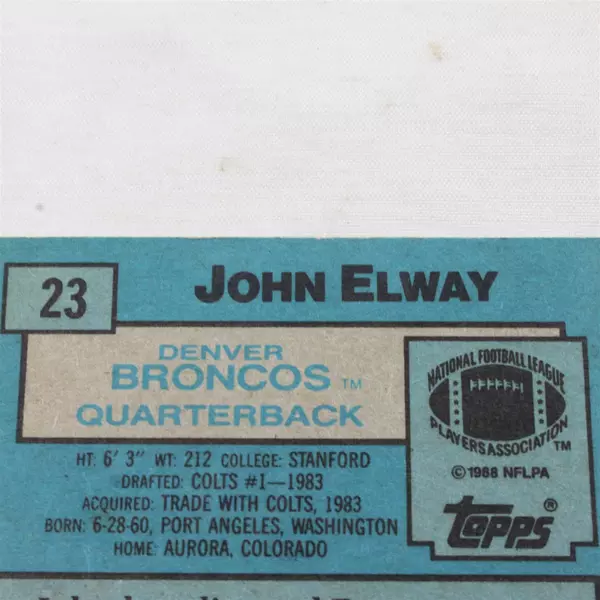 23
JOHN ELWAY
DENVER
BRONCOS TM
QUARTERBACK
NATIONAL FOOTBALL LEAGUE
PLAYERS ASSOCIATION TM
©1988 NFLPA
TOPPS®
HT: 6' 3" WT: 212 COLLEGE: STANFORD
DRAFTED: COLTS #1—1983
ACQUIRED: TRADE WITH COLTS, 1983
BORN: 6-28-60, PORT ANGELES, WASHINGTON
HOME: AURORA, COLORADO